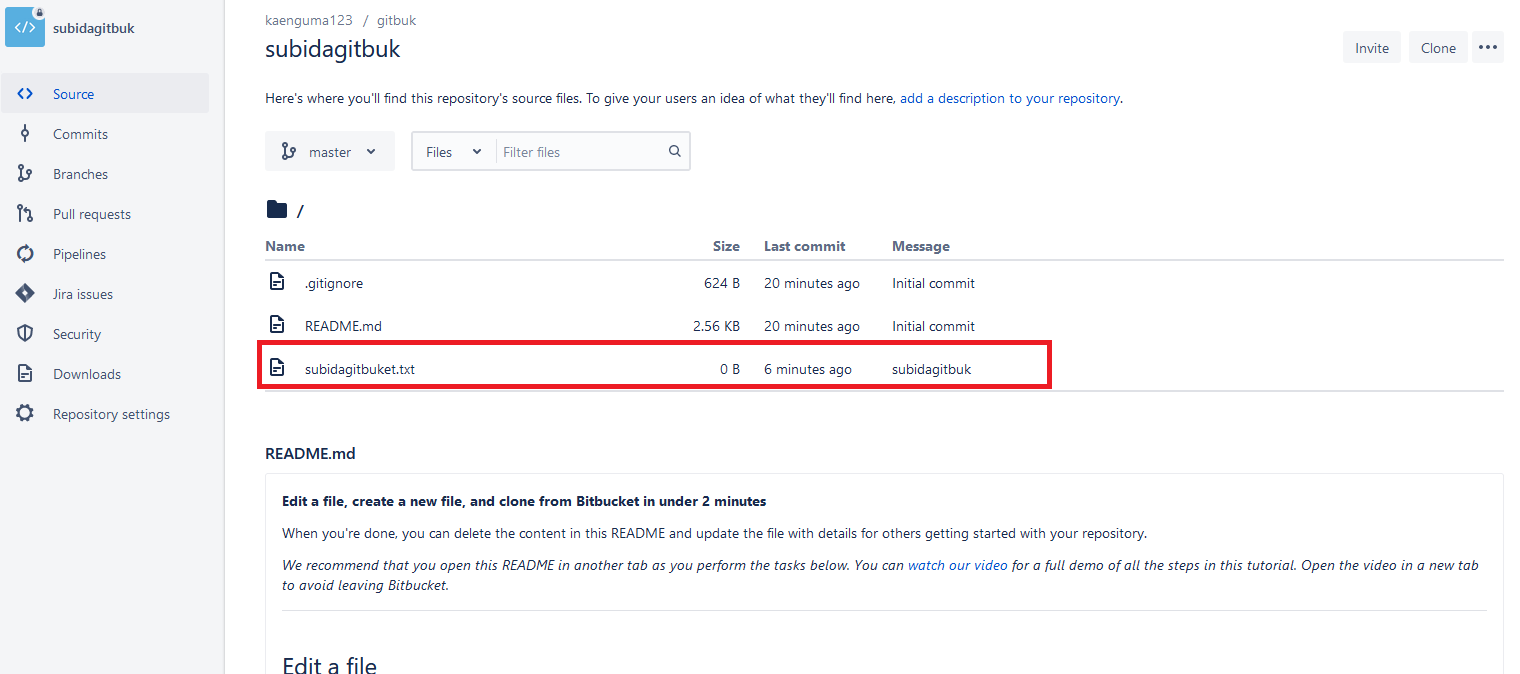 subidagitbuk
Source
Commits
Branches
Pull requests
Pipelines
Jira issues
Security
Downloads
Repository settings
kaenguma123 / gitbuk
subidagitbuk
Invite
Clone
Here's where you'll find this repository's source files. To give your users an idea of what they'll find here, add a description to your repository.
master
Files
Filter files
/
Name Size Last commit Message
.gitignore 624 B 20 minutes ago Initial commit
README.md 2.56 KB 20 minutes ago Initial commit
subidagitbuket.txt 0 B 6 minutes ago subidagitbuk
README.md
Edit a file, create a new file, and clone from Bitbucket in under 2 minutes
When you're done, you can delete the content in this README and update the file with details for others getting started with your repository.
We recommend that you open this README in another tab as you perform the tasks below. You can watch our video for a full demo of all the steps in this tutorial. Open the video in a new tab
to avoid leaving Bitbucket.
Edit a file